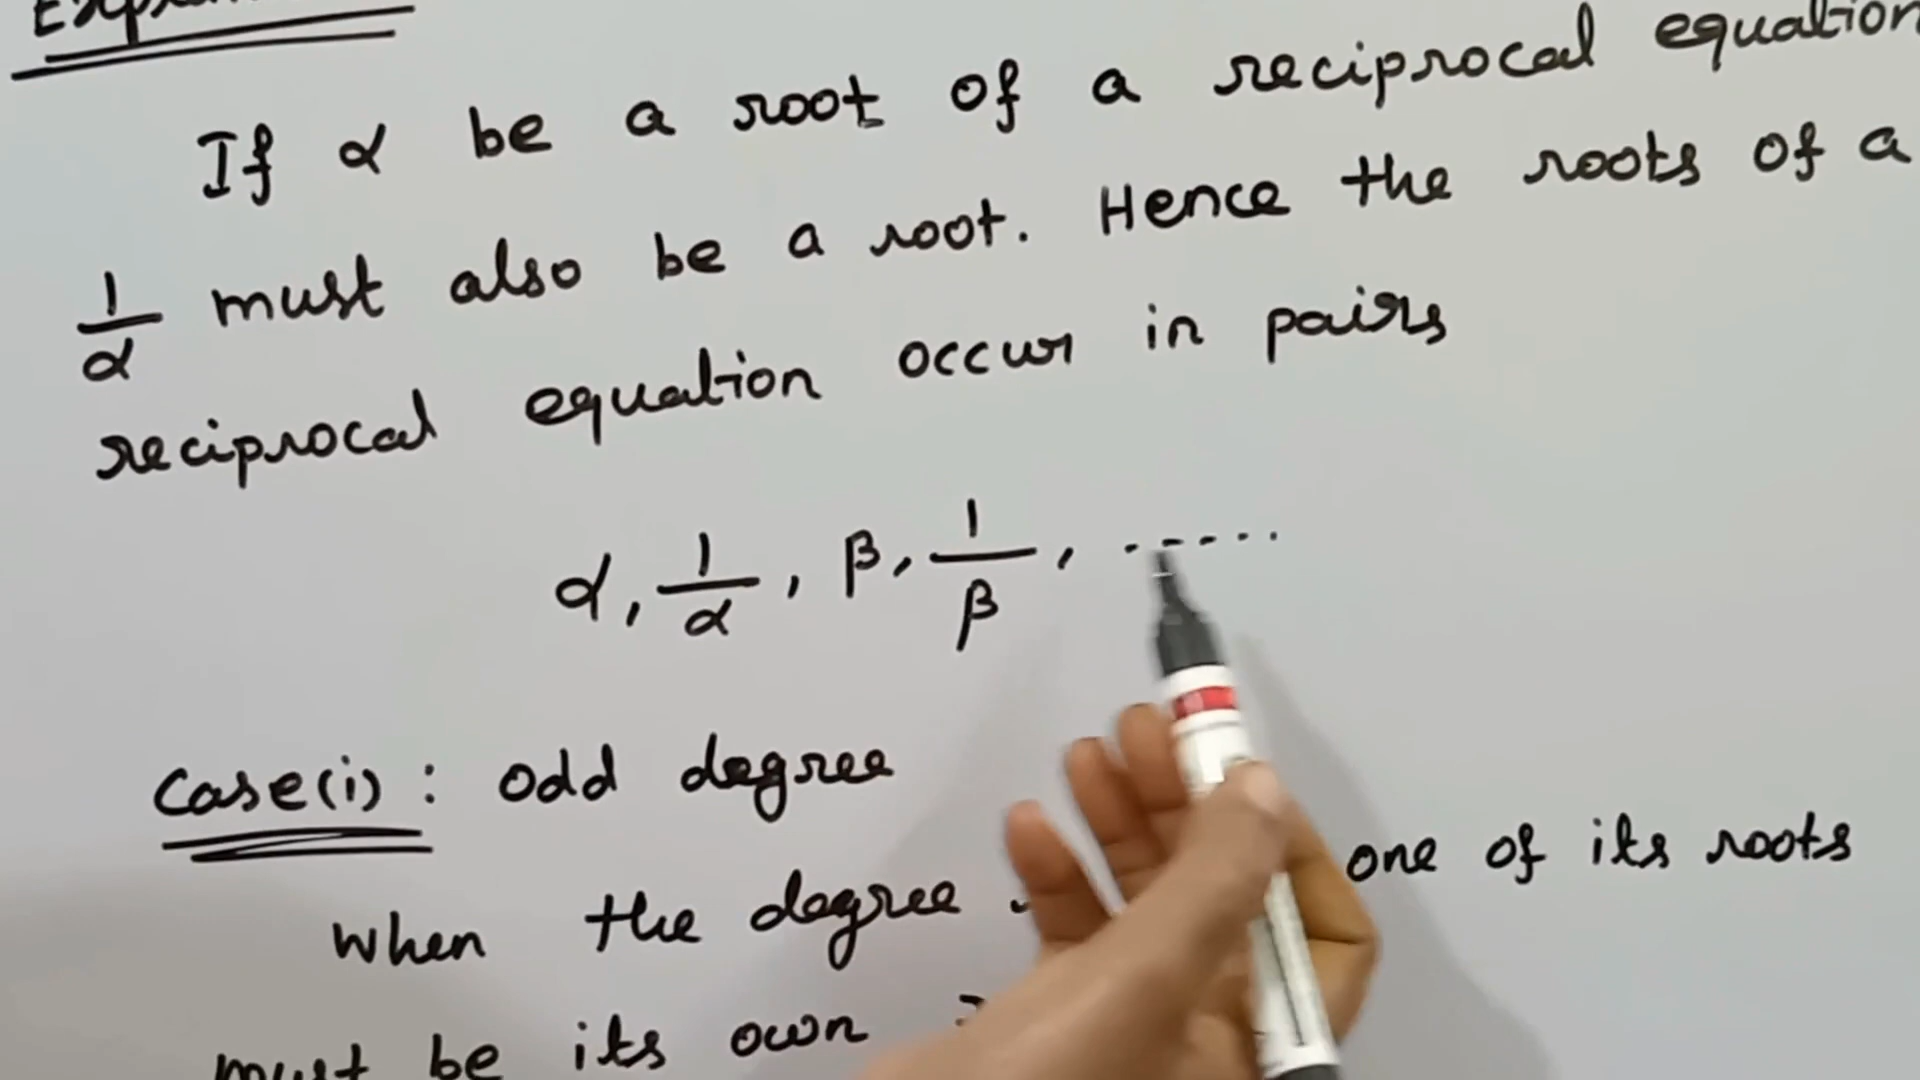 If α be a root of a reciprocal equation
1/α must also be a root. Hence the roots of a
reciprocal equation occur in pairs
α, 1/α, β, 1/β, ......
Case(i): odd degree
When the degree one of its roots
must be its own